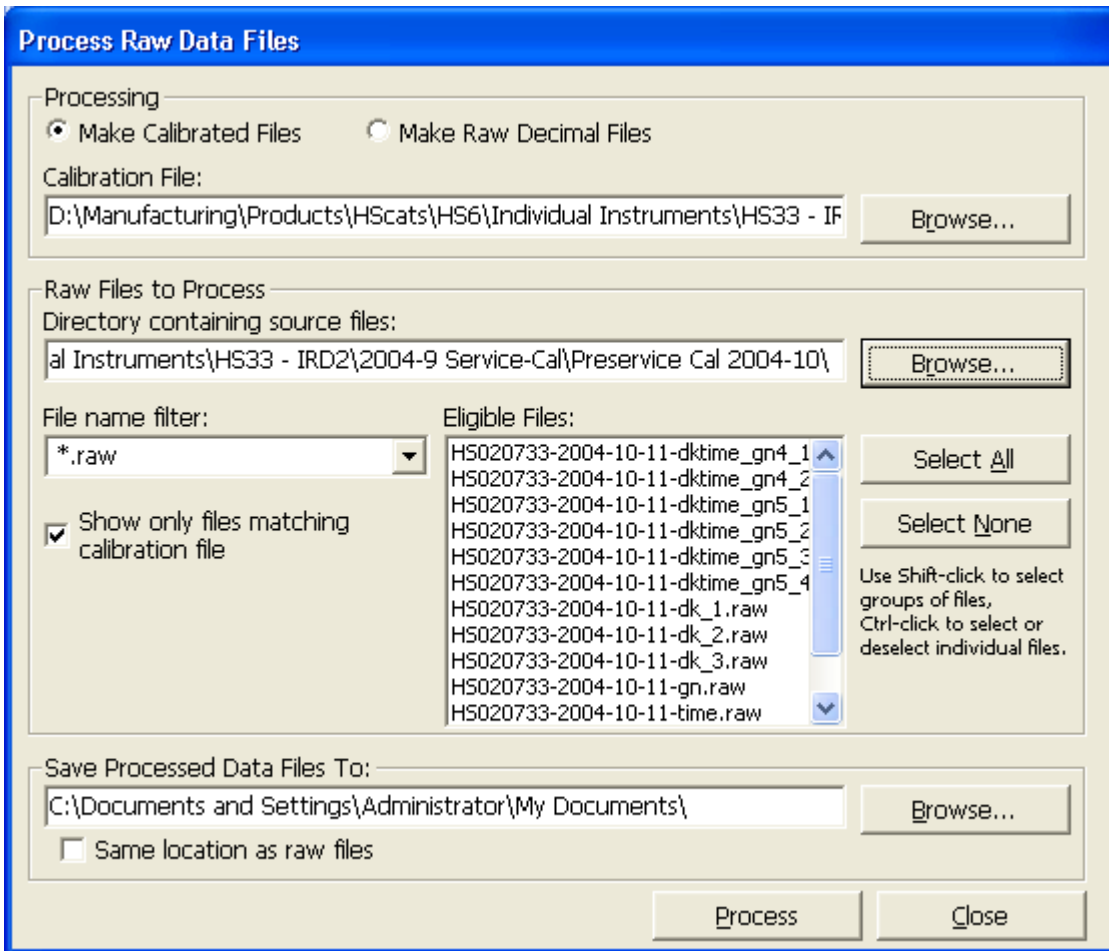 Process Raw Data Files
Processing
Make Calibrated Files
Make Raw Decimal Files
Calibration File:
D:\Manufacturing\Products\HScats\HS6\Individual Instruments\HS33 - IR
Browse...
Raw Files to Process
Directory containing source files:
al Instruments\HS33 - IRD2\2004-9 Service-Cal\Preservice Cal 2004-10\
Browse...
File name filter:
*.raw
Show only files matching
calibration file
Eligible Files:
HS020733-2004-10-11-dktime_gn4_1
HS020733-2004-10-11-dktime_gn4_2
HS020733-2004-10-11-dktime_gn5_1
HS020733-2004-10-11-dktime_gn5_2
HS020733-2004-10-11-dktime_gn5_3
HS020733-2004-10-11-dktime_gn5_4
HS020733-2004-10-11-dk_1.raw
HS020733-2004-10-11-dk_2.raw
HS020733-2004-10-11-dk_3.raw
HS020733-2004-10-11-gn.raw
HS020733-2004-10-11-time.raw
Select All
Select None
Use Shift-click to select
groups of files,
Ctrl-click to select or
deselect individual files.
Save Processed Data Files To:
C:\Documents and Settings\Administrator\My Documents\
Browse...
Same location as raw files
Process
Close